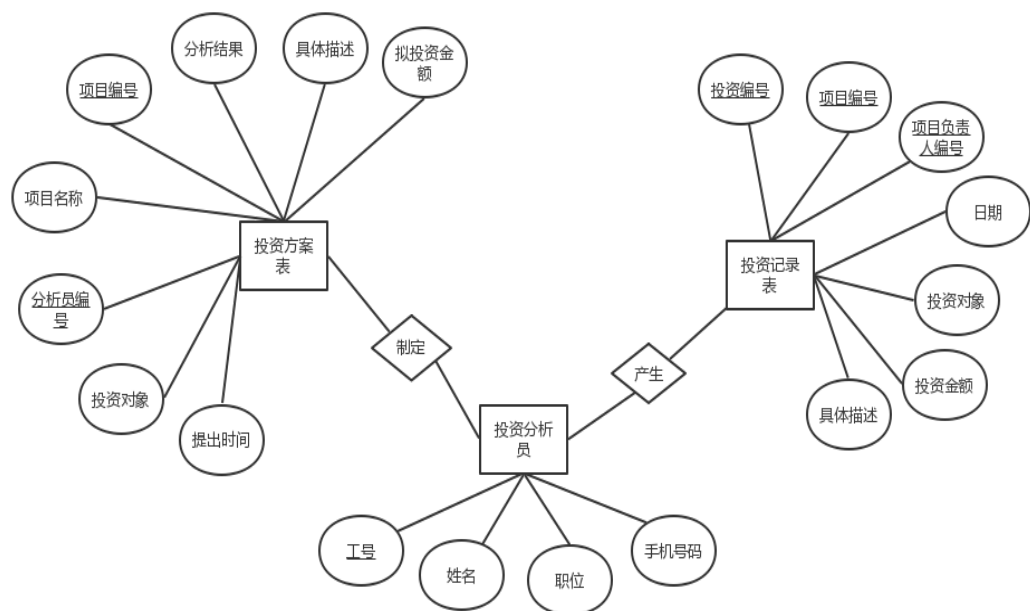 分析结果
具体描述
拟投资金
额
项目编号
项目名称
分析员编
号
投资对象
提出时间
投资方案
表
制定
投资编号
项目编号
项目负责
人编号
日期
投资对象
投资金额
具体描述
投资记录
表
产生
投资分析
员
工号
姓名
职位
手机号码